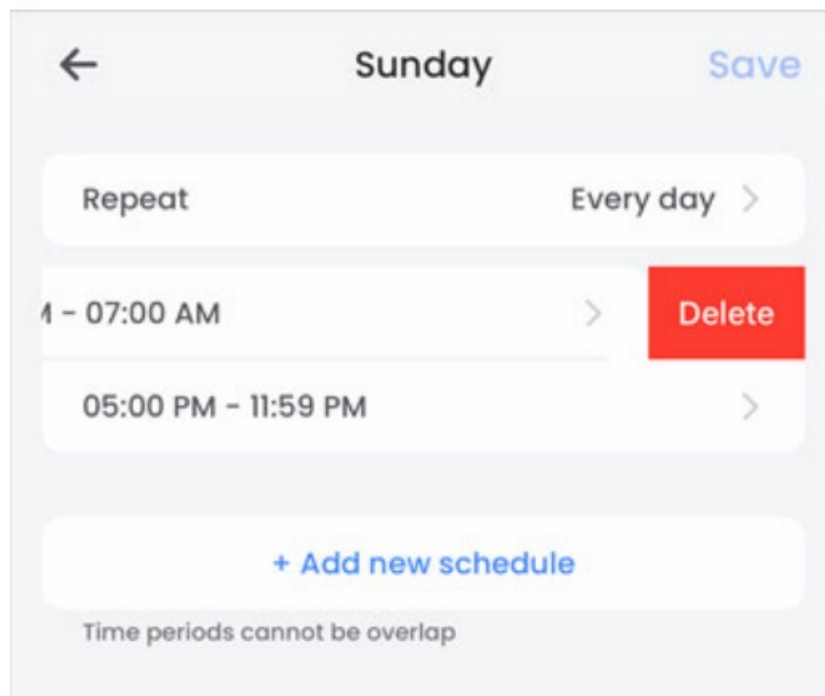 Sunday Save
Repeat Every day
- 07:00 AM Delete
05:00 PM - 11:59 PM
+ Add new schedule
Time periods cannot be overlap